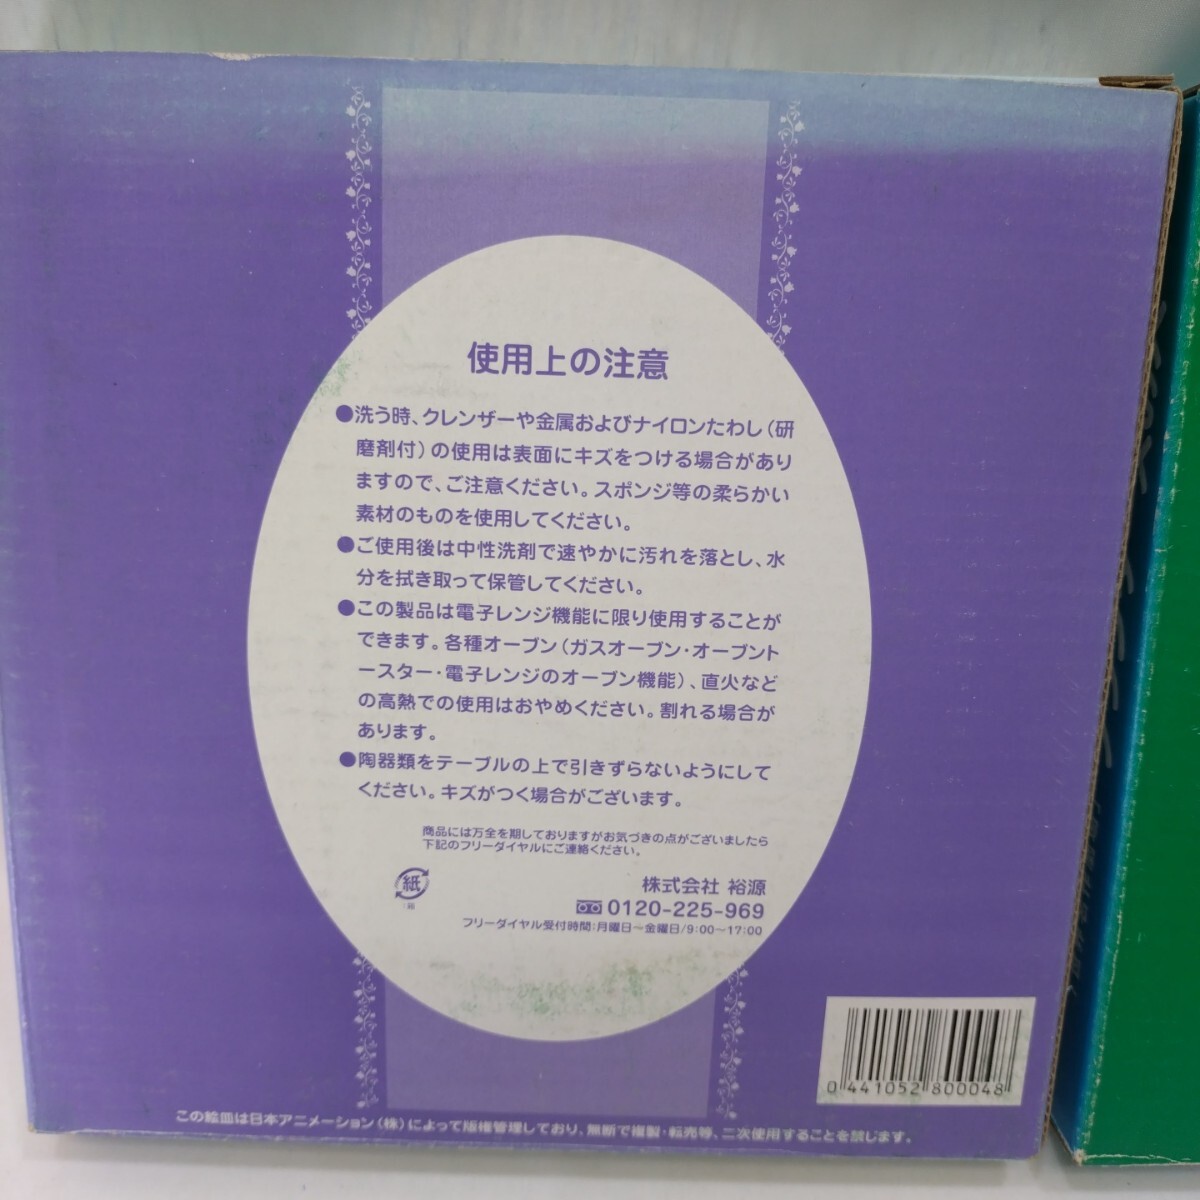 使用上の注意
●洗う時、クレンザーや金属およびナイロンたわし(研
磨剤付)の使用は表面にキズをつける場合があり
ますので、ご注意ください。スポンジ等の柔らかい
素材のものを使用してください。
●ご使用後は中性洗剤で速やかに汚れを落とし、水
分を拭き取って保管してください。
●この製品は電子レンジ機能に限り使用することが
できます。各種オーブン(ガスオーブン・オーブント
ースター・電子レンジのオーブン機能)、直火など
の高熱での使用はおやめください。割れる場合が
あります。
●陶器類をテーブルの上で引きずらないようにして
ください。キズがつく場合がございます。
商品には万全を期しておりますがお気づきの点がございましたら
下記のフリーダイヤルにご連絡ください。
紙
1箱
株式会社 裕源
0120-225-969
フリーダイヤル受付時間:月曜日~金曜日/9:00~17:00
0 441052 800048
この絵皿は日本アニメーション(株)によって版権管理しており、無断で複製・転売等、二次使用することを禁じます。